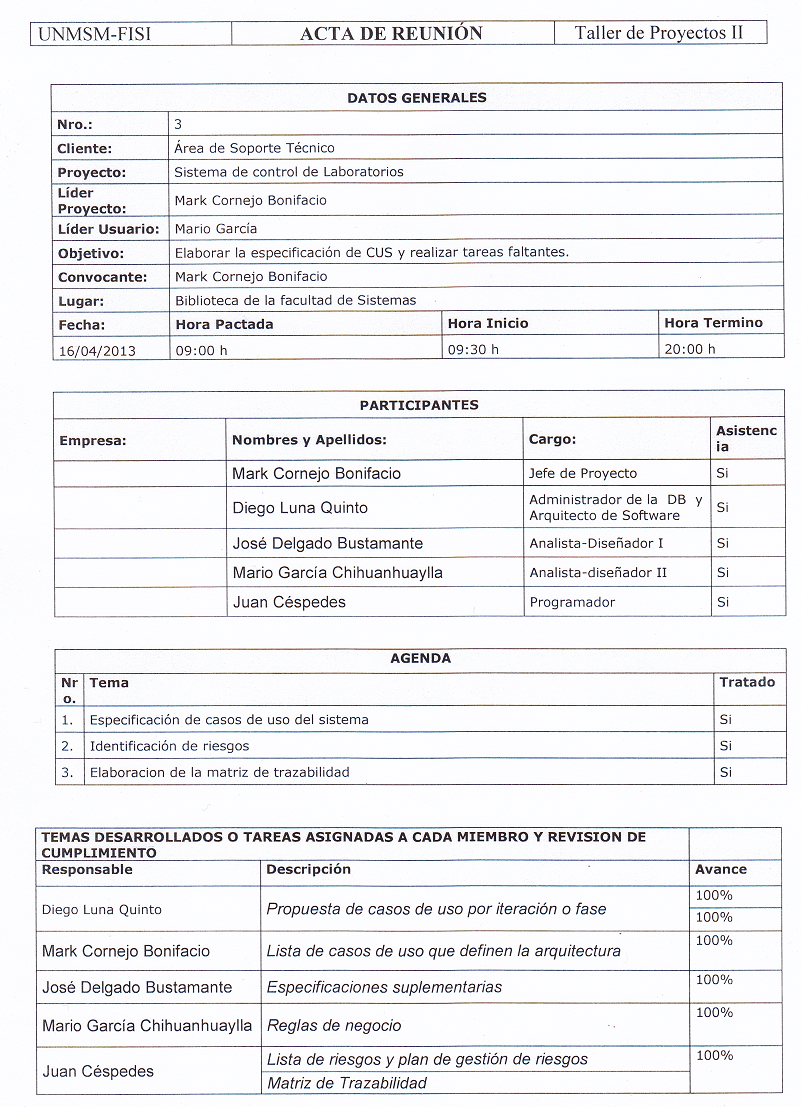 UNMSM-FISI ACTA DE REUNIÓN Taller de Proyectos II
DATOS GENERALES
Nro.: 3
Cliente: Área de Soporte Técnico
Proyecto: Sistema de control de Laboratorios
Líder
Proyecto: Mark Cornejo Bonifacio
Líder Usuario: Mario García
Objetivo: Elaborar la especificación de CUS y realizar tareas faltantes.
Convocante: Mark Cornejo Bonifacio
Lugar: Biblioteca de la facultad de Sistemas
Fecha: Hora Pactada Hora Inicio Hora Termino
16/04/2013 09:00 h 09:30 h 20:00 h
PARTICIPANTES
Empresa: Nombres y Apellidos: Cargo: Asistenc
ia
Mark Cornejo Bonifacio Jefe de Proyecto Si
Diego Luna Quinto Administrador de la DB y
Arquitecto de Software Si
José Delgado Bustamante Analista-Diseñador I Si
Mario García Chihuanhuaylla Analista-diseñador II Si
Juan Céspedes Programador Si
AGENDA
Nr
o. Tema Tratado
1. Especificación de casos de uso del sistema Si
2. Identificación de riesgos Si
3. Elaboracion de la matriz de trazabilidad Si
TEMAS DESARROLLADOS O TAREAS ASIGNADAS A CADA MIEMBRO Y REVISION DE
CUMPLIMIENTO
Responsable Descripción Avance
Diego Luna Quinto Propuesta de casos de uso por iteración o fase 100%
100%
Mark Cornejo Bonifacio Lista de casos de uso que definen la arquitectura 100%
José Delgado Bustamante Especificaciones suplementarias 100%
Mario García Chihuanhuaylla Reglas de negocio 100%
Juan Céspedes Lista de riesgos y plan de gestión de riesgos 100%
Matriz de Trazabilidad